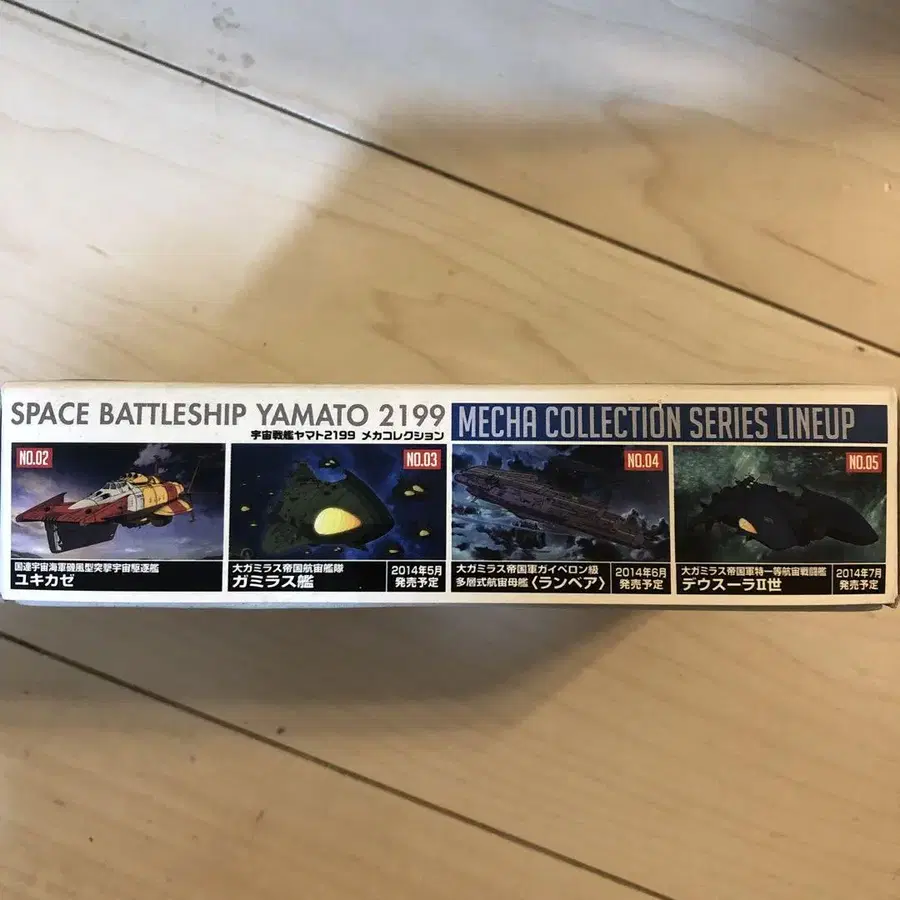 SPACE BATTLESHIP YAMATO 2199
宇宙戦艦ヤマト2199 メカコレクション
MECHA COLLECTION SERIES LINEUP
NO.02
国連宇宙海軍磯風型突撃宇宙駆逐艦
ユキカゼ
NO.03
大ガミラス帝国航宙艦隊
ガミラス艦
2014年5月
発売予定
NO.04
大ガミラス帝国軍ガイペロン級
多層式航宙母艦〈ランベア〉
2014年6月
発売予定
NO.05
大ガミラス帝国軍特一等航宙戦闘艦
デウスーラII世
2014年7月
発売予定